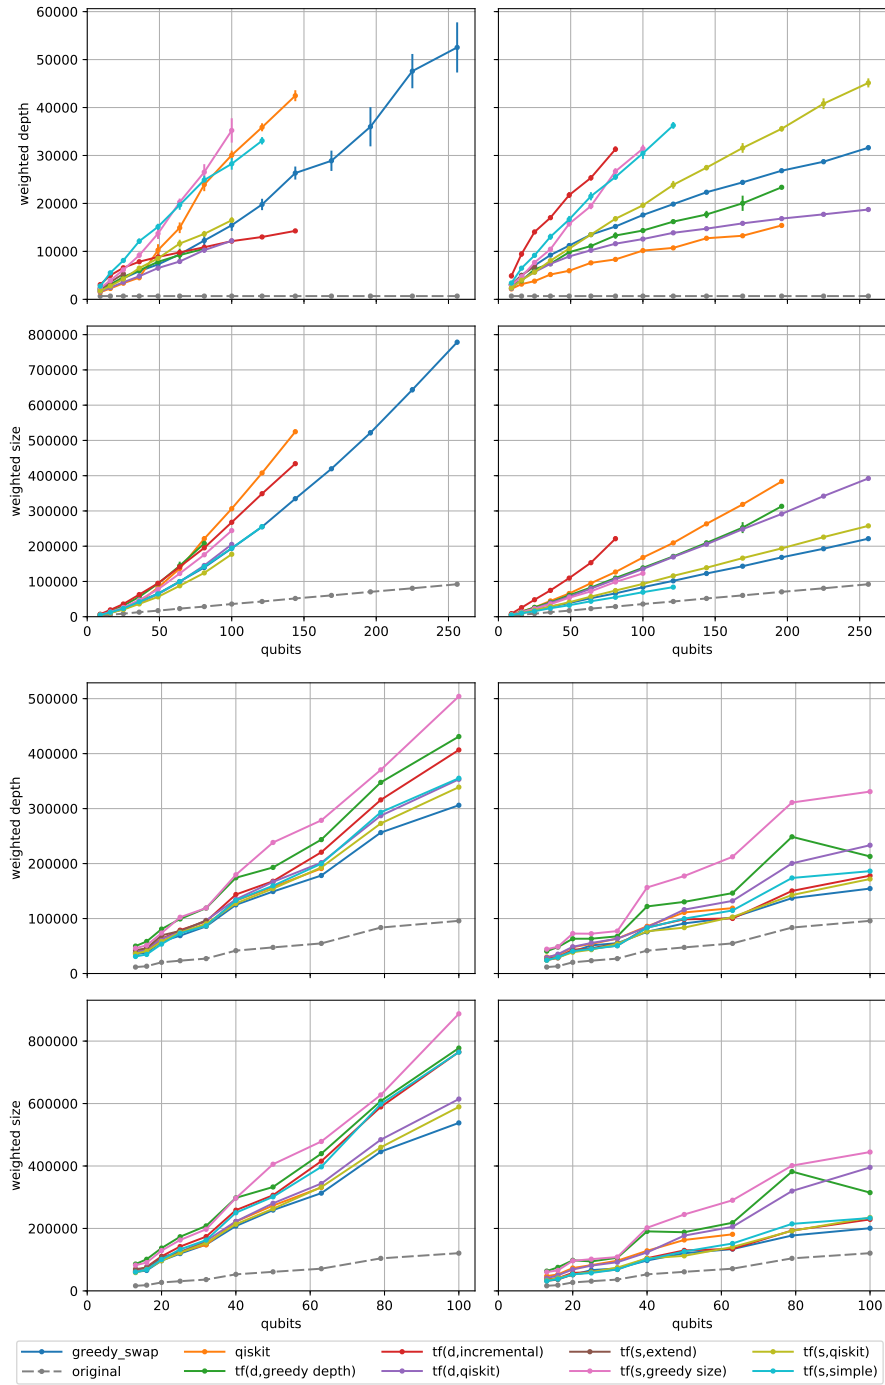 60000
50000
40000
30000
20000
10000
0
weighted depth
800000
700000
600000
500000
400000
300000
200000
100000
0
weighted size
0 50 100 150 200 250
qubits
0 50 100 150 200 250
qubits
500000
400000
300000
200000
100000
0
weighted depth
800000
600000
400000
200000
0
weighted size
0 20 40 60 80 100
qubits
0 20 40 60 80 100
qubits
greedy_swap qiskit tf(d,incremental) tf(s,extend) tf(s,qiskit)
original tf(d,greedy depth) tf(d,qiskit) tf(s,greedy size) tf(s,simple)